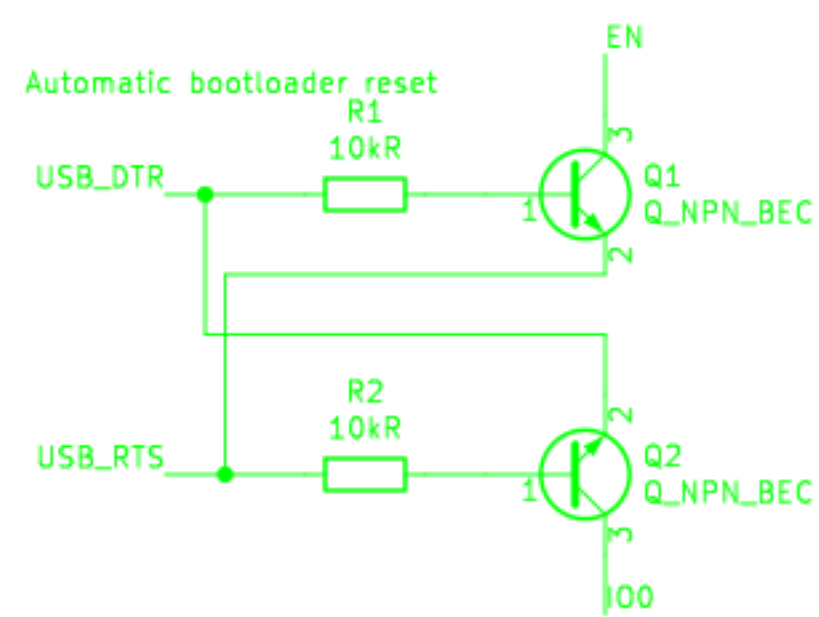 EN
Automatic bootloader reset
R1
10kR
USB_DTR
3
Q1
1
Q_NPN_BEC
2
R2
10kR
2
USB_RTS
Q2
1
Q_NPN_BEC
3
IO0